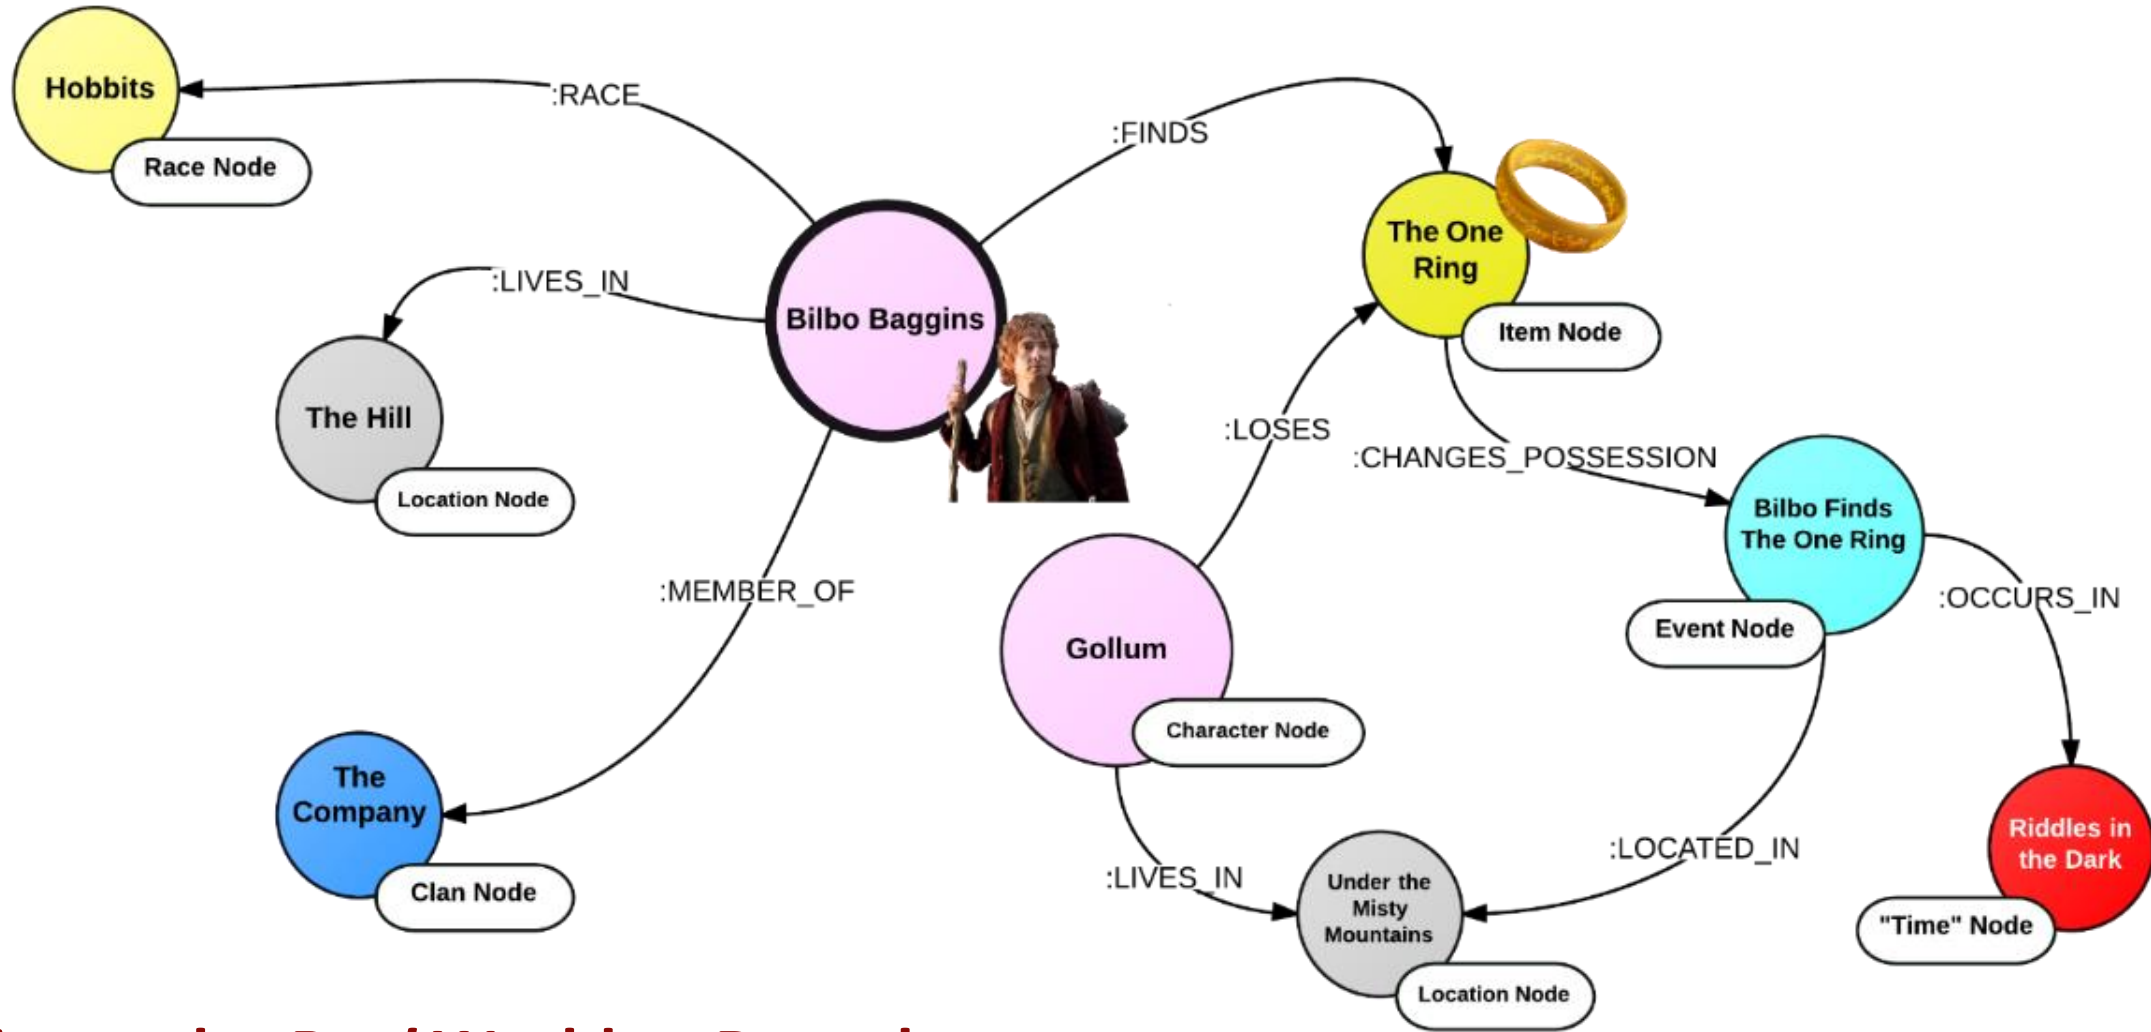 Hobbits
Race Node
:RACE
:FINDS
The One
Ring
Item Node
:LIVES_IN
Bilbo Baggins
The Hill
Location Node
:LOSES
:CHANGES_POSSESSION
Bilbo Finds
The One Ring
Event Node
:OCCURS_IN
:MEMBER_OF
Gollum
Character Node
The
Company
Clan Node
:LIVES_IN
Under the
Misty
Mountains
Location Node
:LOCATED_IN
Riddles in
the Dark
"Time" Node